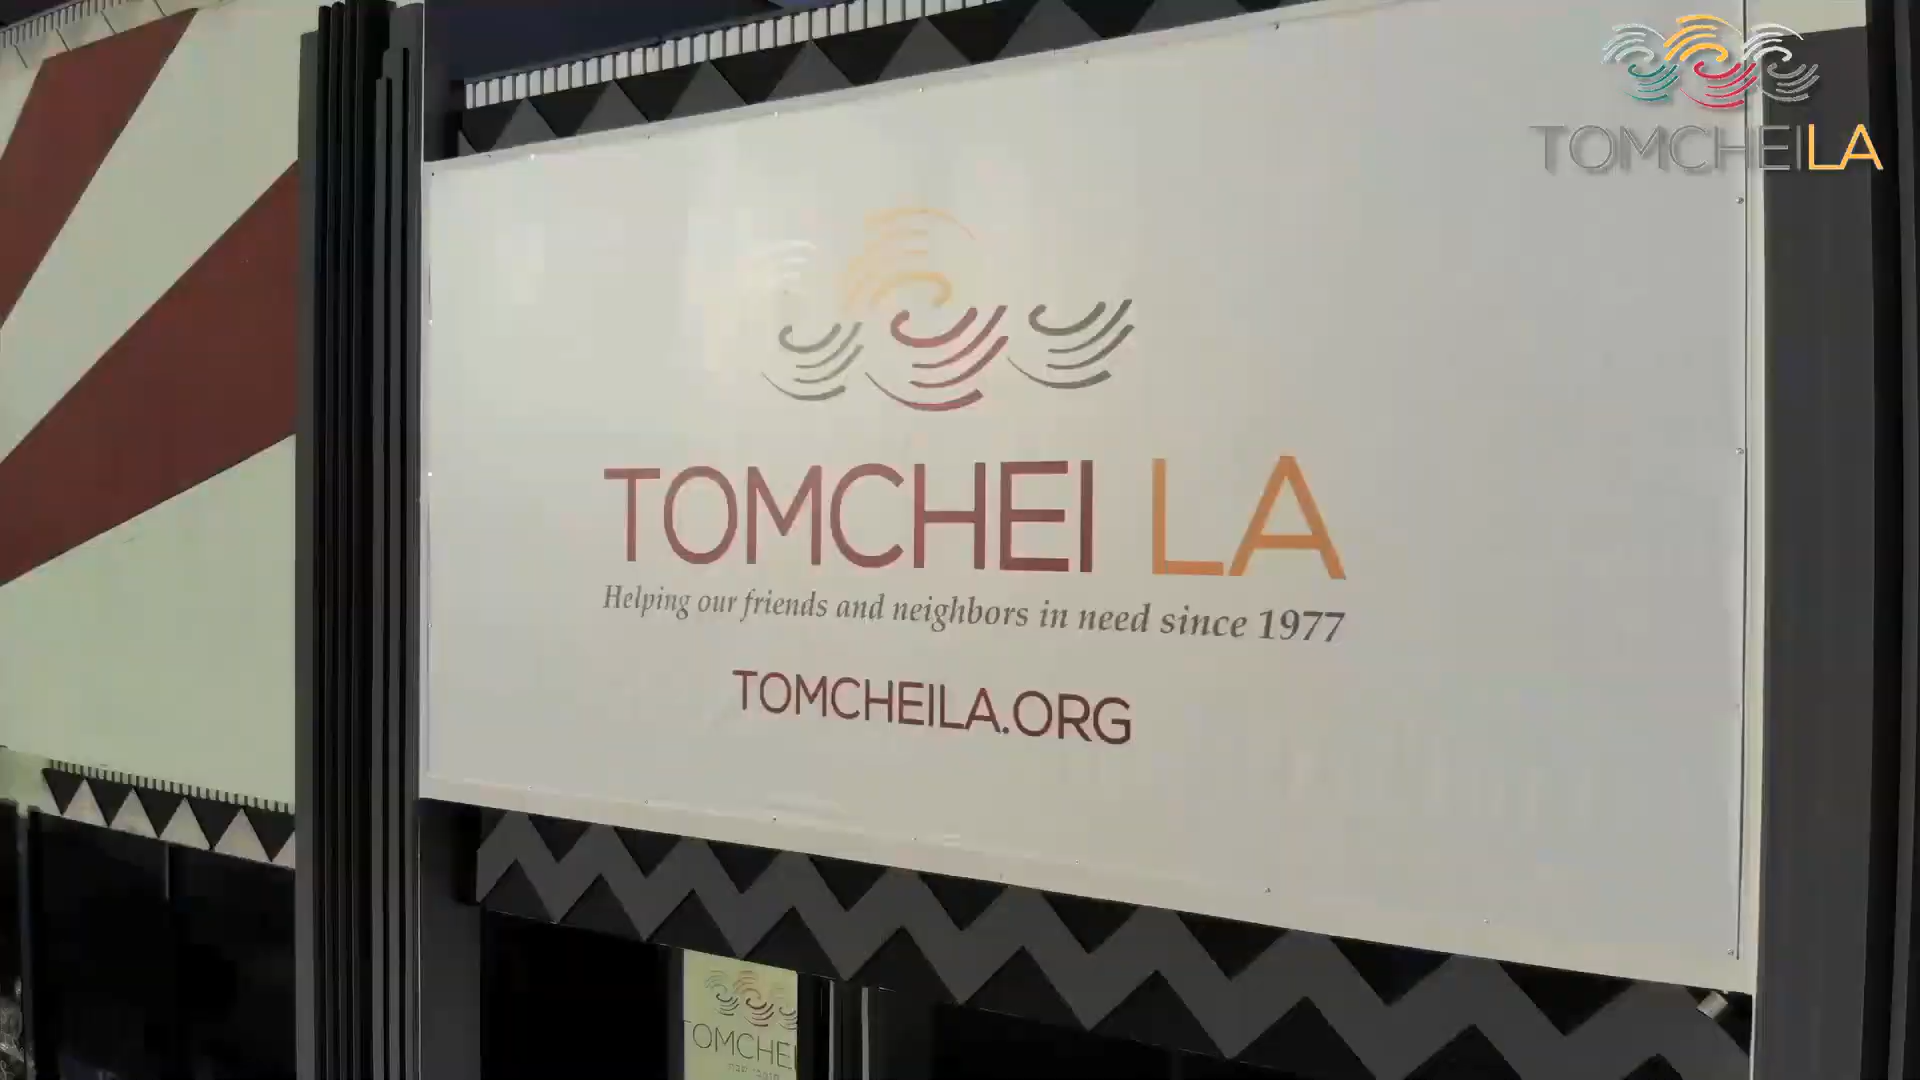 TOMCHEILA
TOMCHEI LA
Helping our friends and neighbors in need since 1977
TOMCHEILA.ORG
TOMCHEI